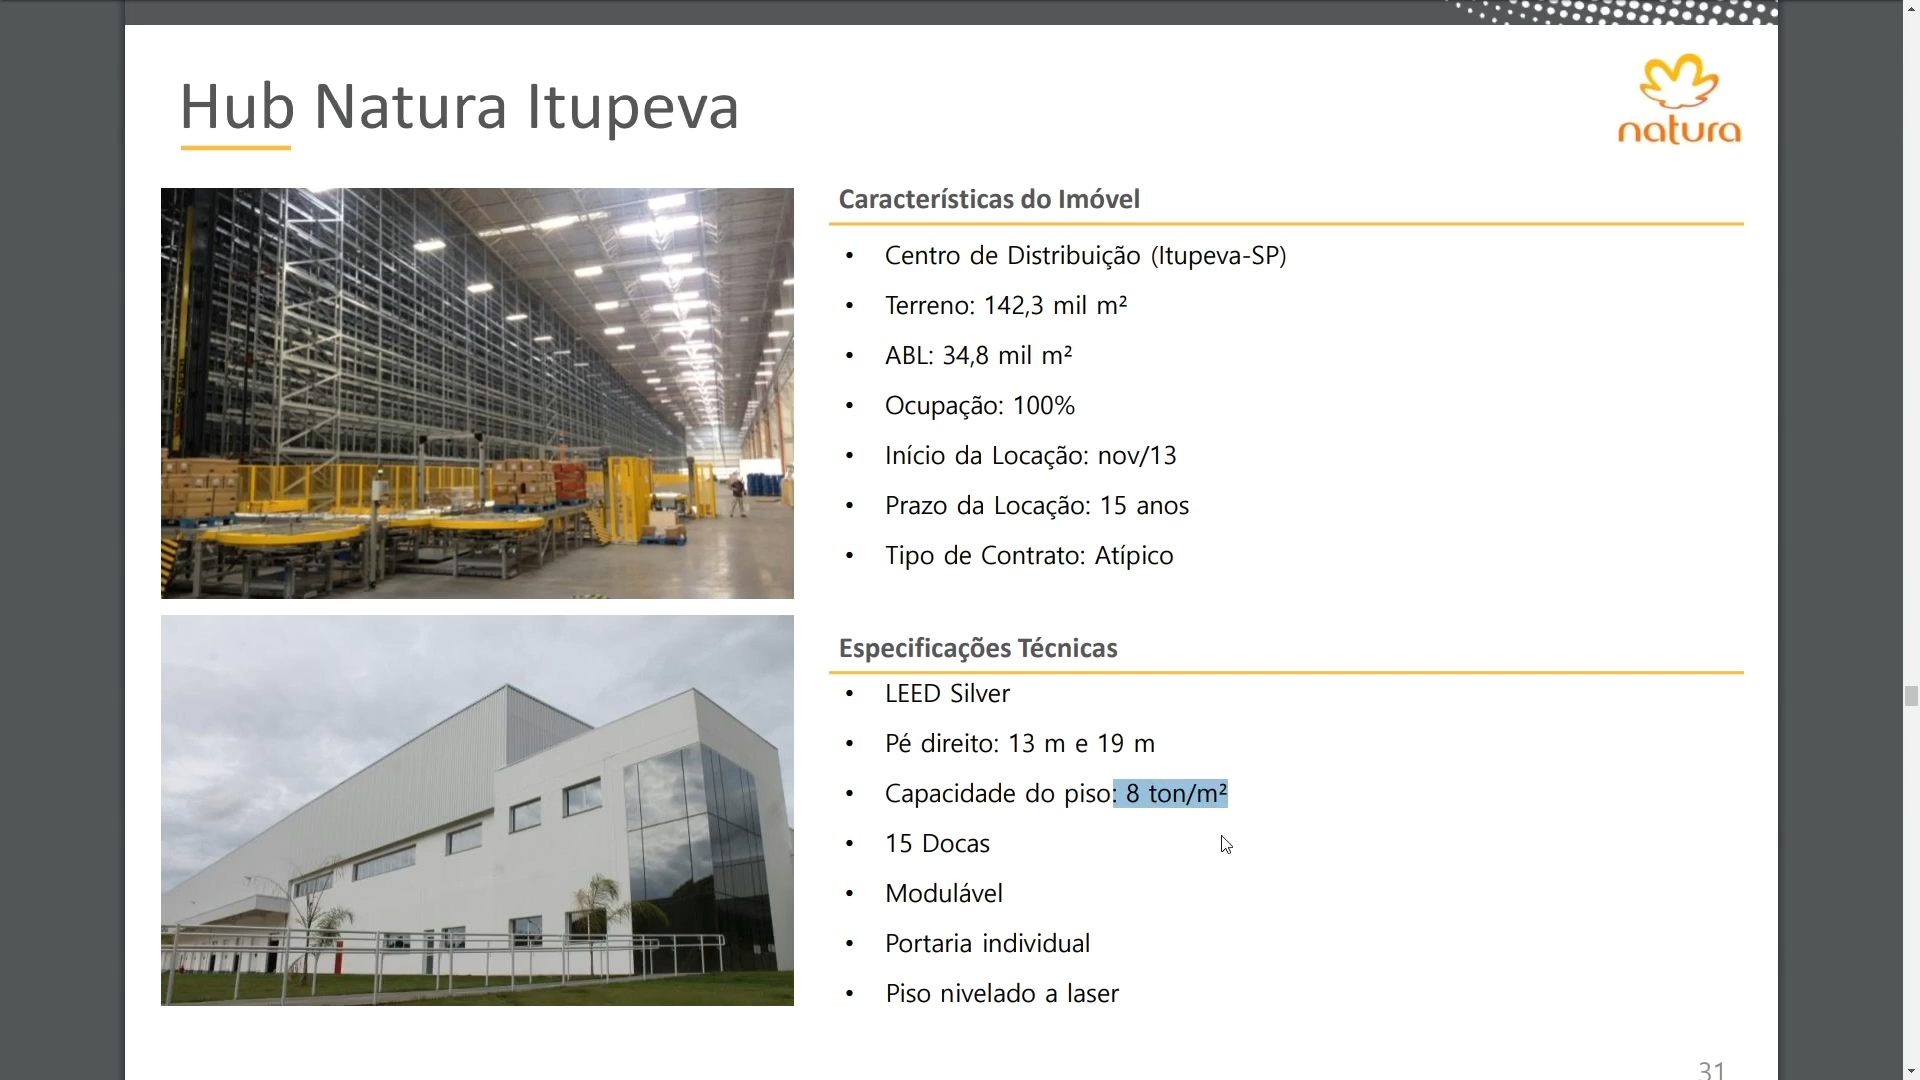 Hub Natura Itupeva
natura
Características do Imóvel
• Centro de Distribuição (Itupeva-SP)
• Terreno: 142,3 mil m²
• ABL: 34,8 mil m²
• Ocupação: 100%
• Início da Locação: nov/13
• Prazo da Locação: 15 anos
• Tipo de Contrato: Atípico
Especificações Técnicas
• LEED Silver
• Pé direito: 13 m e 19 m
• Capacidade do piso: 8 ton/m²
• 15 Docas
• Modulável
• Portaria individual
• Piso nivelado a laser
31